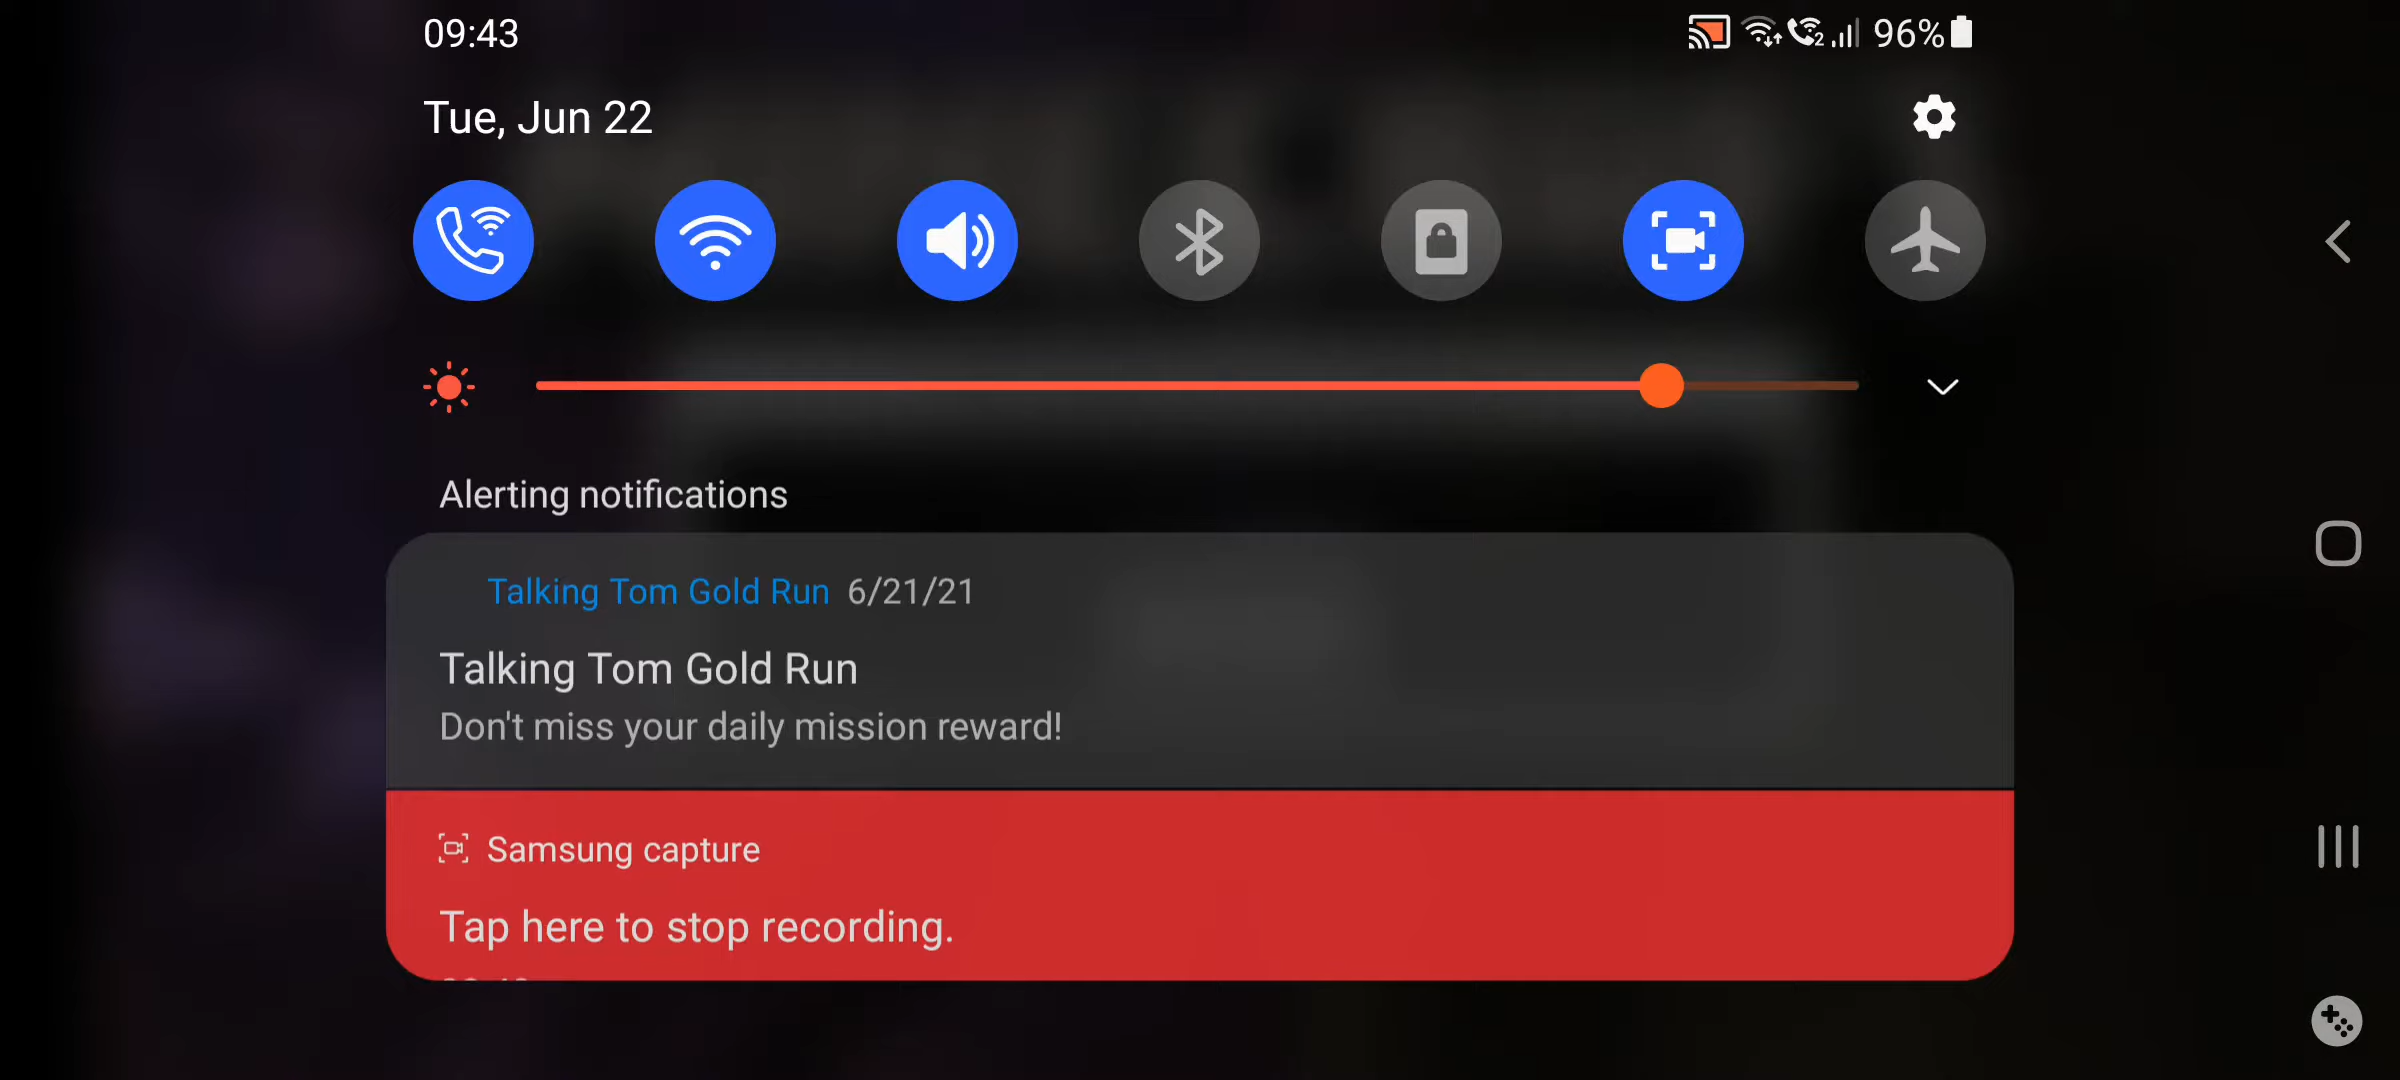 09:43
96%
Tue, Jun 22
Alerting notifications
Talking Tom Gold Run 6/21/21
Talking Tom Gold Run
Don't miss your daily mission reward!
Samsung capture
Tap here to stop recording.